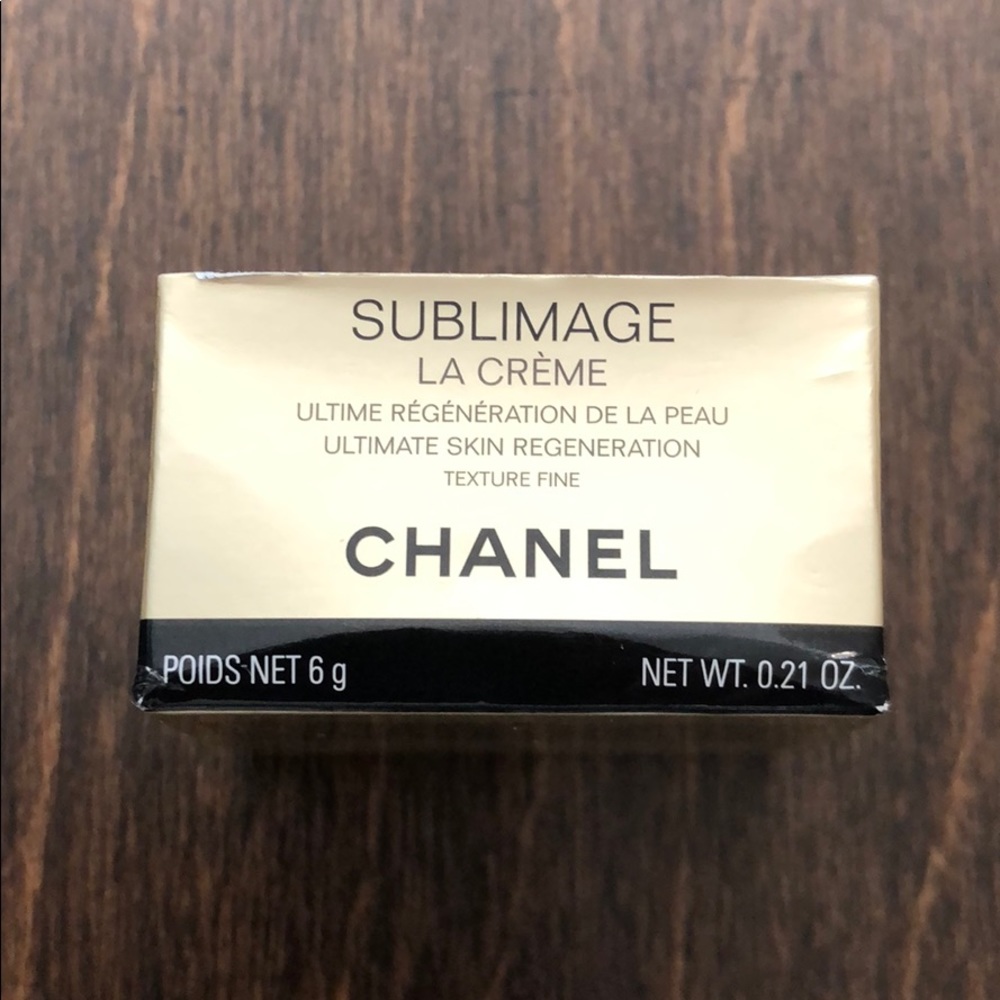 SUBLIMAGE
LA CRÈME
ULTIME RÉGÉNÉRATION DE LA PEAU
ULTIMATE SKIN REGENERATION
TEXTURE FINE
CHANEL
POIDS NET 6 g NET WT. 0.21 OZ.